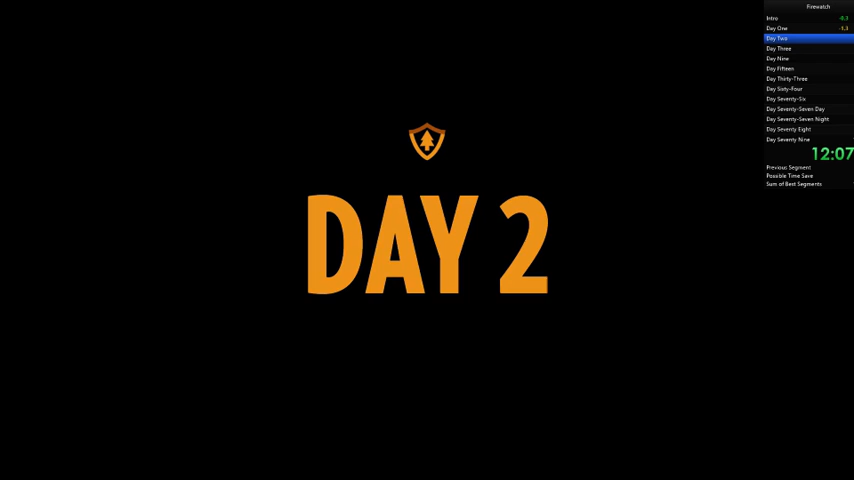 Firewatch
Intro -0.3
Day One -1.3
Day Two
Day Three
Day Nine
Day Fifteen
Day Thirty-Three
Day Sixty-Four
Day Seventy-Six
Day Seventy-Seven Day
Day Seventy-Seven Night
Day Seventy Eight
Day Seventy Nine
12:07
Previous Segment
Possible Time Save
Sum of Best Segments
DAY 2